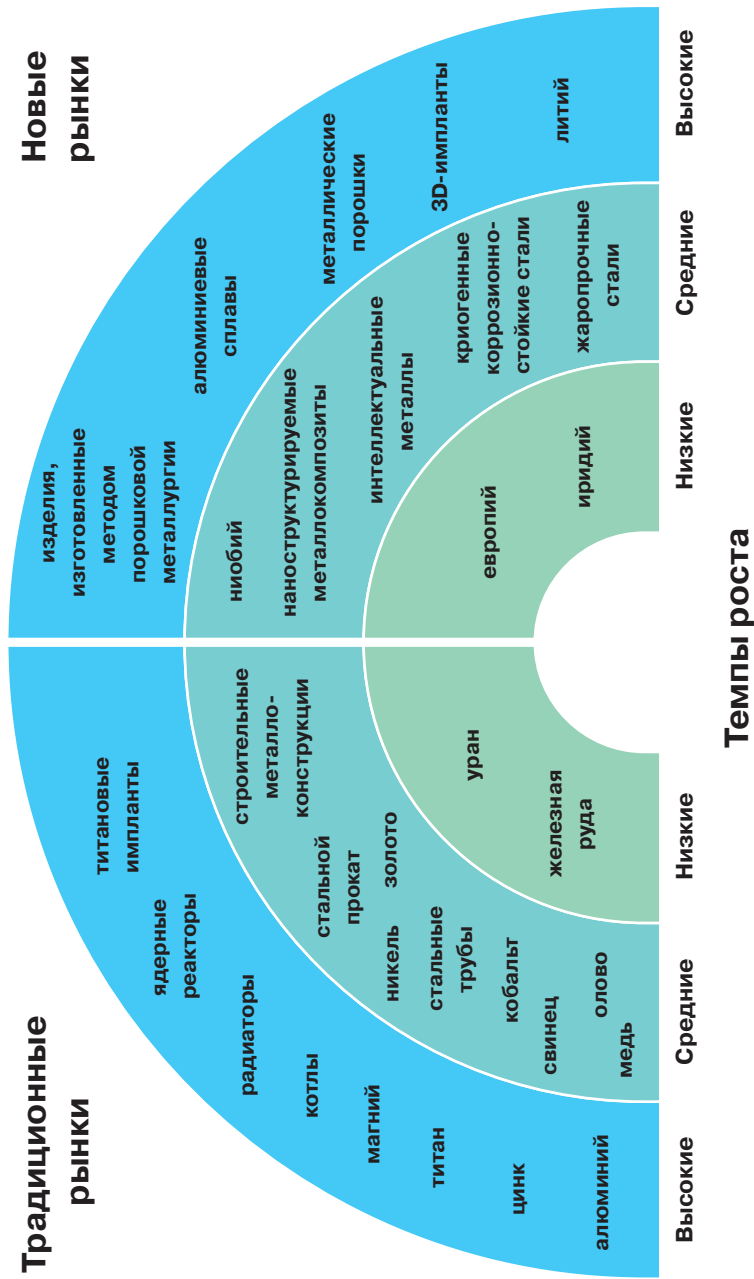 Традиционные
рынки
Новые
рынки
титановые
импланты
ядерные
реакторы
радиаторы
котлы
магний
титан
цинк
алюминий
строительные
металло-
конструкции
стальной
прокат
золото
никель
стальные
трубы
кобальт
свинец
олово
медь
уран
железная
руда
изделия,
изготовленные
методом
порошковой
металлургии
алюминиевые
сплавы
металлические
порошки
3D-импланты
литий
ниобий
наноструктурируемые
металлокомпозиты
интеллектуальные
металлы
криогенные
коррозионно-
стойкие стали
жаропрочные
стали
европий
иридий
Высокие
Средние
Низкие
Низкие
Средние
Высокие
Темпы роста